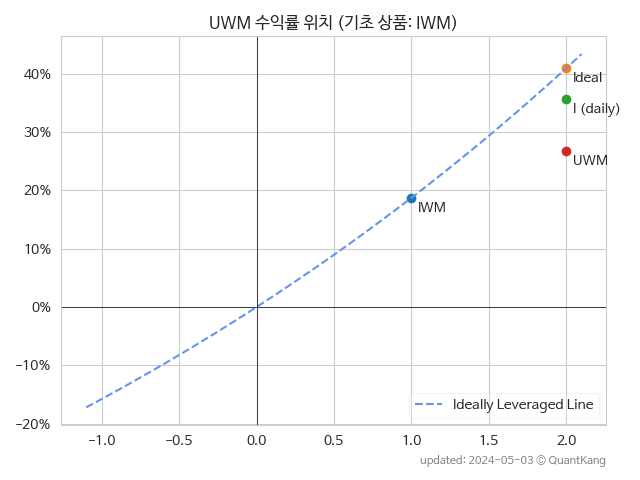 UWM 수익률 위치 (기초 상품: IWM)
40%
30%
20%
10%
0%
−10%
−20%
Ideal
I (daily)
UWM
IWM
Ideally Leveraged Line
−1.0 −0.5 0.0 0.5 1.0 1.5 2.0
updated: 2024-05-03 © QuantKang